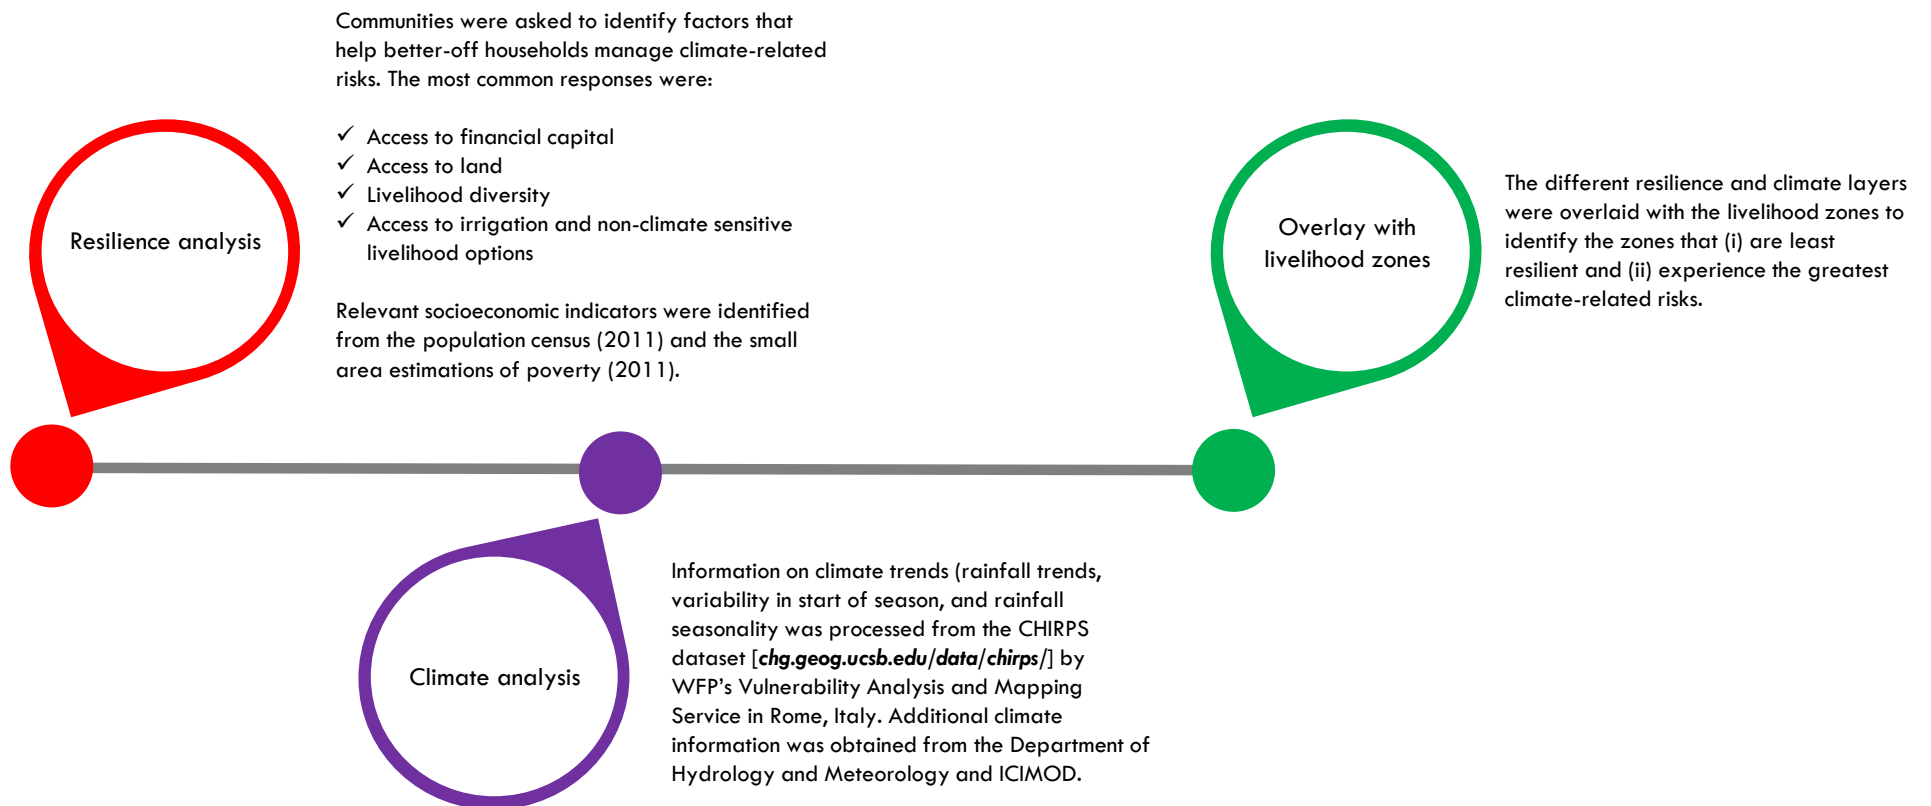 Communities were asked to identify factors that
help better-off households manage climate-related
risks. The most common responses were:
✓ Access to financial capital
✓ Access to land
✓ Livelihood diversity
✓ Access to irrigation and non-climate sensitive
livelihood options
Relevant socioeconomic indicators were identified
from the population census (2011) and the small
area estimations of poverty (2011).
Resilience analysis
Overlay with
livelihood zones
The different resilience and climate layers
were overlaid with the livelihood zones to
identify the zones that (i) are least
resilient and (ii) experience the greatest
climate-related risks.
Climate analysis
Information on climate trends (rainfall trends,
variability in start of season, and rainfall
seasonality was processed from the CHIRPS
dataset [chg.geog.ucsb.edu/data/chirps/] by
WFP’s Vulnerability Analysis and Mapping
Service in Rome, Italy. Additional climate
information was obtained from the Department of
Hydrology and Meteorology and ICIMOD.